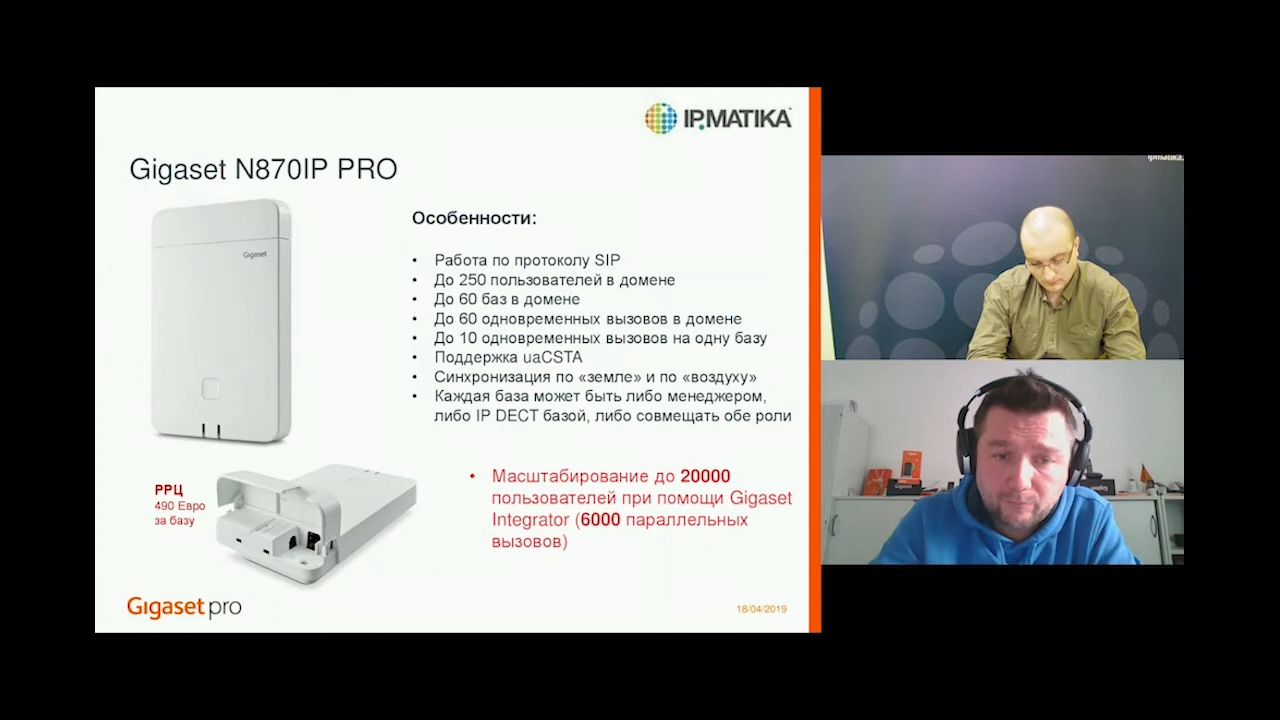 IPMATIKA
Gigaset N870IP PRO
Gigaset
Особенности:
• Работа по протоколу SIP
• До 250 пользователей в домене
• До 60 баз в домене
• До 60 одновременных вызовов в домене
• До 10 одновременных вызовов на одну базу
• Поддержка uaCSTA
• Синхронизация по «земле» и по «воздуху»
• Каждая база может быть либо менеджером,
либо IP DECT базой, либо совмещать обе роли
• Масштабирование до 20000
пользователей при помощи Gigaset
Integrator (6000 параллельных
вызовов)
РРЦ
490 Евро
за базу
Gigaset pro
18/04/2019
ipmatika